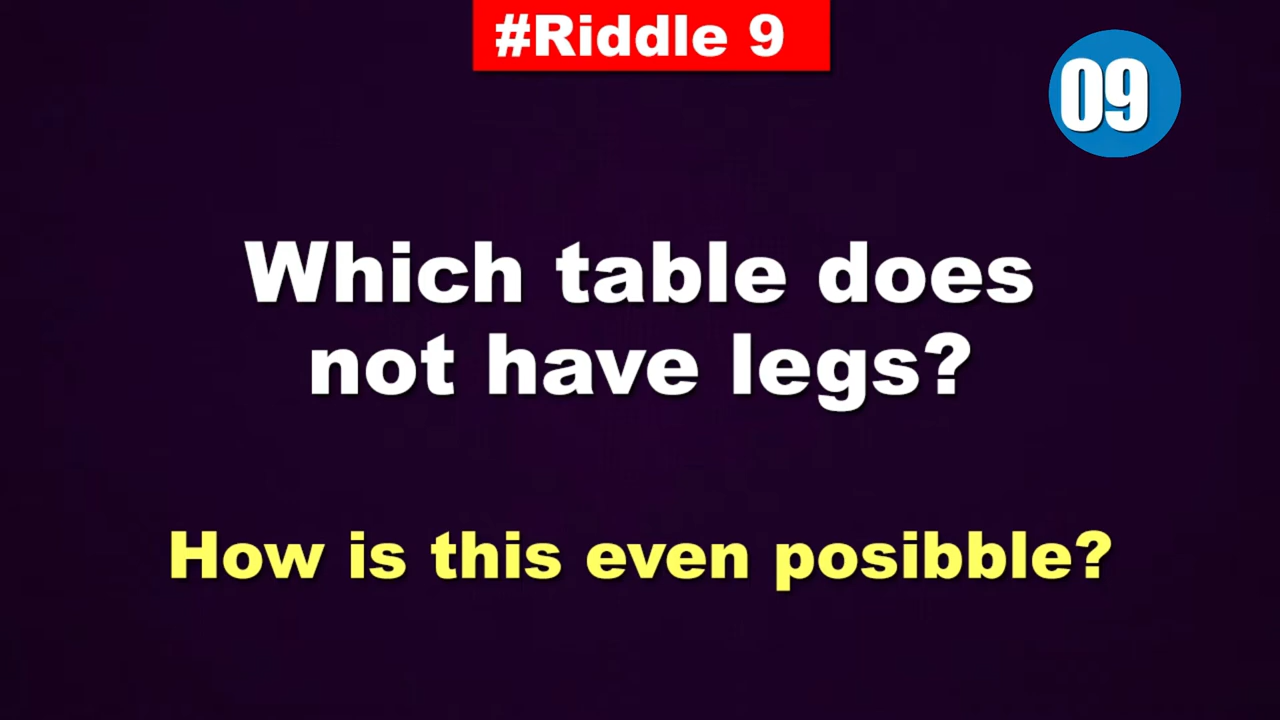 #Riddle 9
09
Which table does
not have legs?
How is this even posibble?